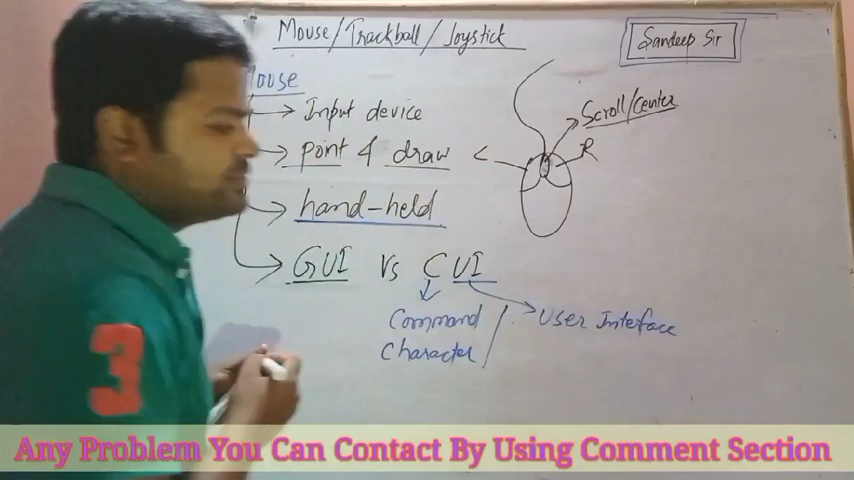 Mouse/Trackball/Joystick
Sandeep Sir
Mouse
Input device
Scroll/Center
point & draw
L
R
hand-held
GUI Vs CUI
Command
Character
User Interface
3
Any Problem You Can Contact By Using Comment Section